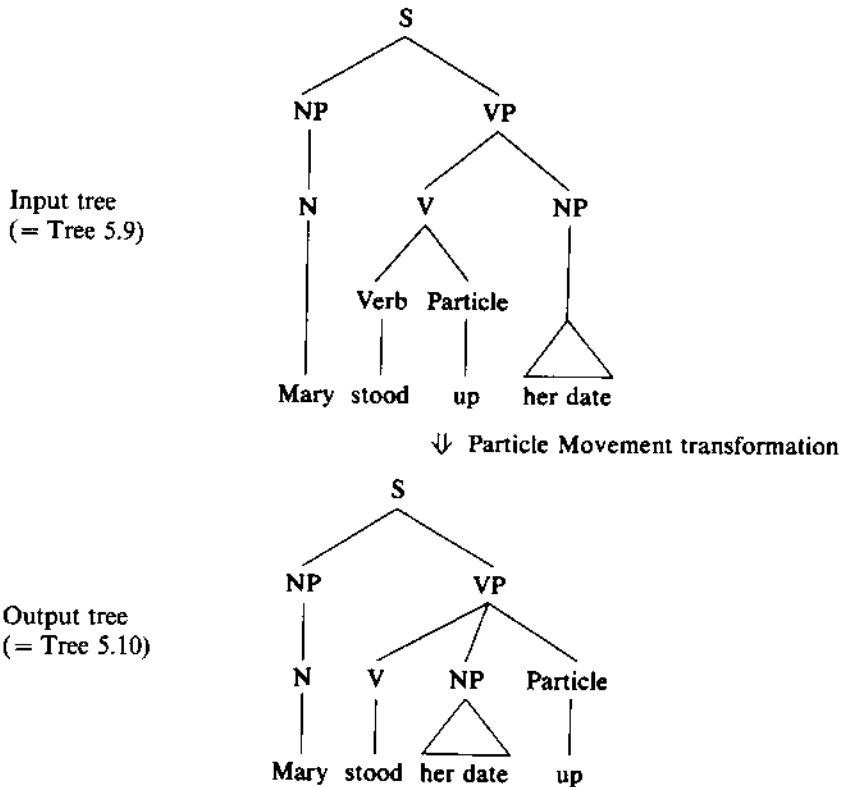 S
NP VP
Input tree
(= Tree 5.9)
N V NP
Verb Particle
Mary stood up her date
⇓ Particle Movement transformation
S
NP VP
Output tree
(= Tree 5.10)
N V NP Particle
Mary stood her date up